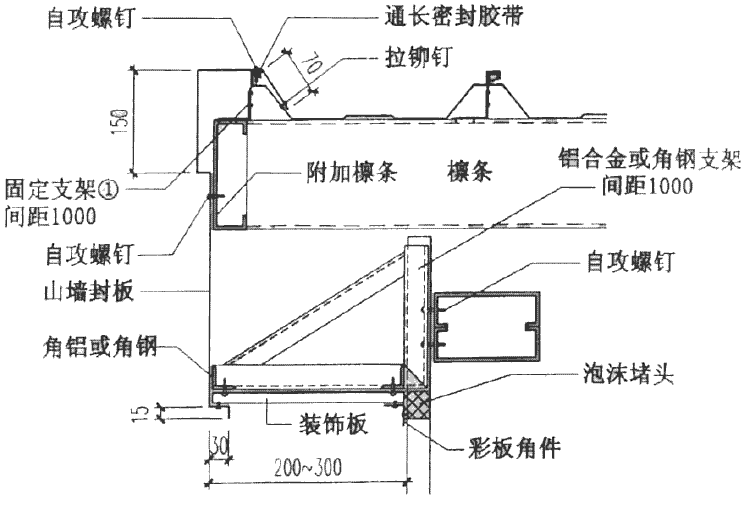 自攻螺钉
通长密封胶带
70
拉铆钉
150
铝合金或角钢支架
间距1000
附加檩条
檩条
固定支架①
间距1000
自攻螺钉
自攻螺钉
山墙封板
角铝或角钢
泡沫堵头
15
装饰板
30
彩板角件
200~300